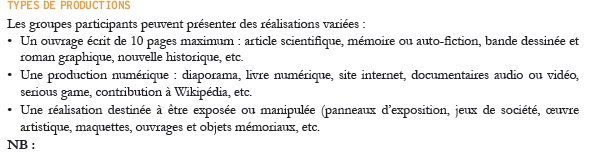 TYPES DE PRODUCTIONS
Les groupes participants peuvent présenter des réalisations variées :
• Un ouvrage écrit de 10 pages maximum : article scientifique, mémoire ou auto-fiction, bande dessinée et
roman graphique, nouvelle historique, etc.
• Une production numérique : diaporama, livre numérique, site internet, documentaires audio ou vidéo,
serious game, contribution à Wikipédia, etc.
• Une réalisation destinée à être exposée ou manipulée (panneaux d’exposition, jeux de société, œuvre
artistique, maquettes, ouvrages et objets mémoriaux, etc.
NB :